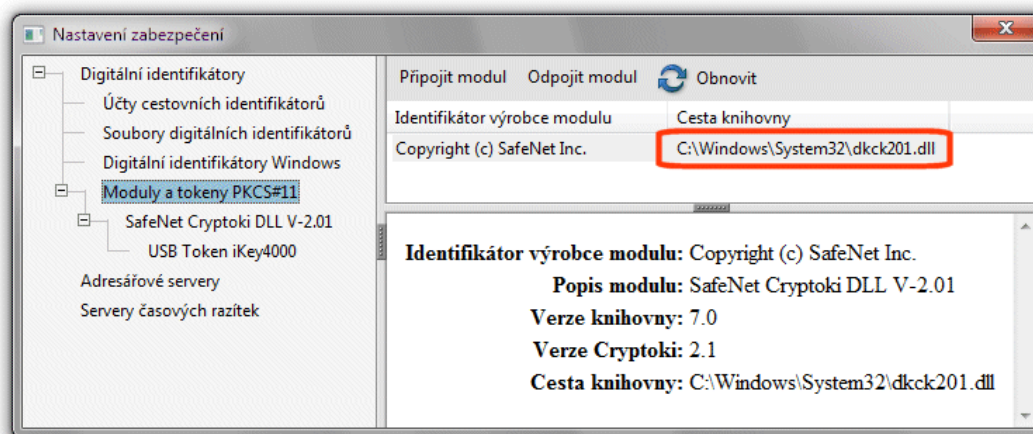 Nastavení zabezpečení
Digitální identifikátory
Účty cestovních identifikátorů
Soubory digitálních identifikátorů
Digitální identifikátory Windows
Moduly a tokeny PKCS#11
SafeNet Cryptoki DLL V-2.01
USB Token iKey4000
Adresářové servery
Servery časových razítek
Připojit modul Odpojit modul Obnovit
Identifikátor výrobce modulu Cesta knihovny
Copyright (c) SafeNet Inc. C:\Windows\System32\dkck201.dll
Identifikátor výrobce modulu: Copyright (c) SafeNet Inc.
Popis modulu: SafeNet Cryptoki DLL V-2.01
Verze knihovny: 7.0
Verze Cryptoki: 2.1
Cesta knihovny: C:\Windows\System32\dkck201.dll